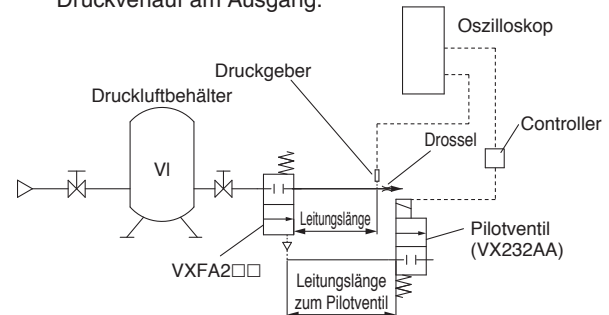 Druckverlauf am Ausgang.
Oszilloskop
Druckgeber
Druckluftbehälter
Drossel
Controller
VI
Leitungslänge
Pilotventil
(VX232AA)
VXFA2□□
Leitungslänge
zum Pilotventil